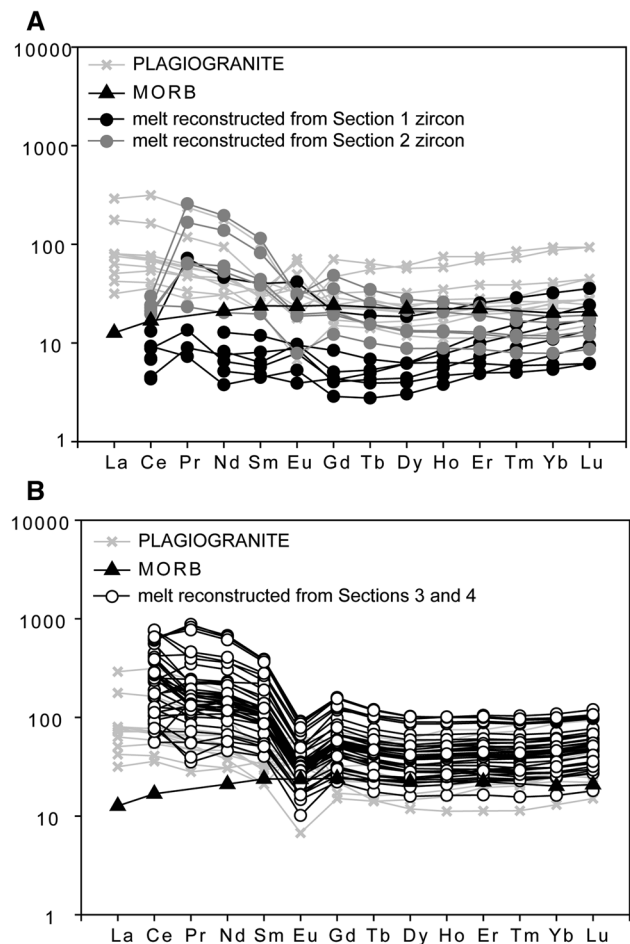 A
10000
1000
100
10
1
PLAGIOGRANITE
MORB
melt reconstructed from Section 1 zircon
melt reconstructed from Section 2 zircon
La Ce Pr Nd Sm Eu Gd Tb Dy Ho Er Tm Yb Lu
B
10000
1000
100
10
1
PLAGIOGRANITE
MORB
melt reconstructed from Sections 3 and 4
La Ce Pr Nd Sm Eu Gd Tb Dy Ho Er Tm Yb Lu